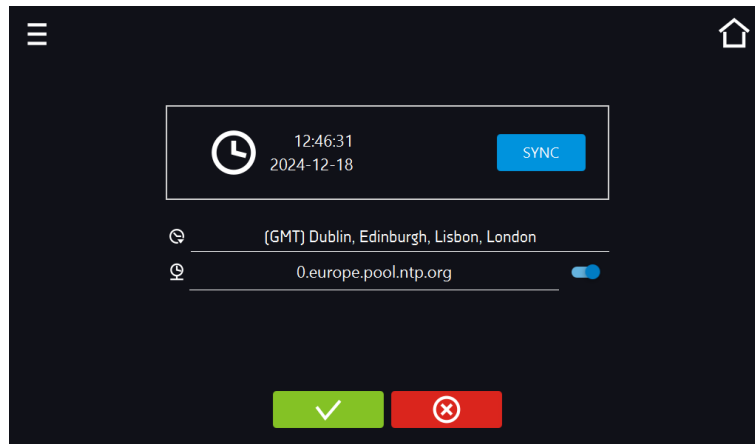 12:46:31
2024-12-18
SYNC
(GMT) Dublin, Edinburgh, Lisbon, London
0.europe.pool.ntp.org